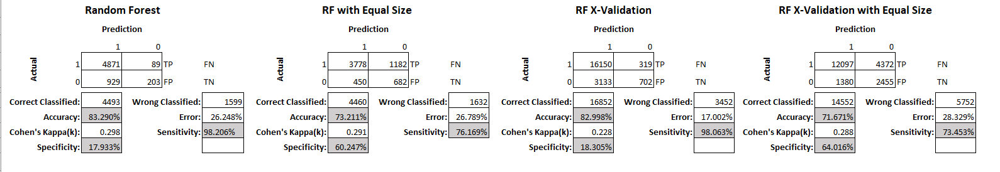 Random Forest RF with Equal Size RF X-Validation RF X-Validation with Equal Size
Prediction Prediction Prediction Prediction
1 0 1 0 1 0 1 0
Actual 1 4871 89 TP FN Actual 1 3778 1182 TP FN Actual 1 16150 319 TP FN Actual 1 12097 4372 TP FN
0 929 203 FP TN 0 450 682 FP TN 0 3133 702 FP TN 0 1380 2455 FP TN
Correct Classified: 4493 Wrong Classified: 1599 Correct Classified: 4460 Wrong Classified: 1632 Correct Classified: 16852 Wrong Classified: 3452 Correct Classified: 14552 Wrong Classified: 5752
Accuracy: 83.290% Error: 26.248% Accuracy: 73.211% Error: 26.789% Accuracy: 82.998% Error: 17.002% Accuracy: 71.671% Error: 28.329%
Cohen's Kappa(k): 0.298 Sensitivity: 98.206% Cohen's Kappa(k): 0.291 Sensitivity: 76.169% Cohen's Kappa(k): 0.228 Sensitivity: 98.063% Cohen's Kappa(k): 0.288 Sensitivity: 73.453%
Specificity: 17.933% Specificity: 60.247% Specificity: 18.305% Specificity: 64.016%